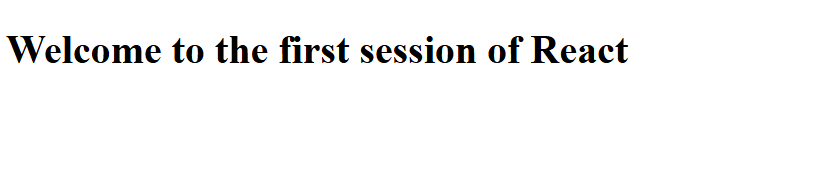 Welcome to the first session of React